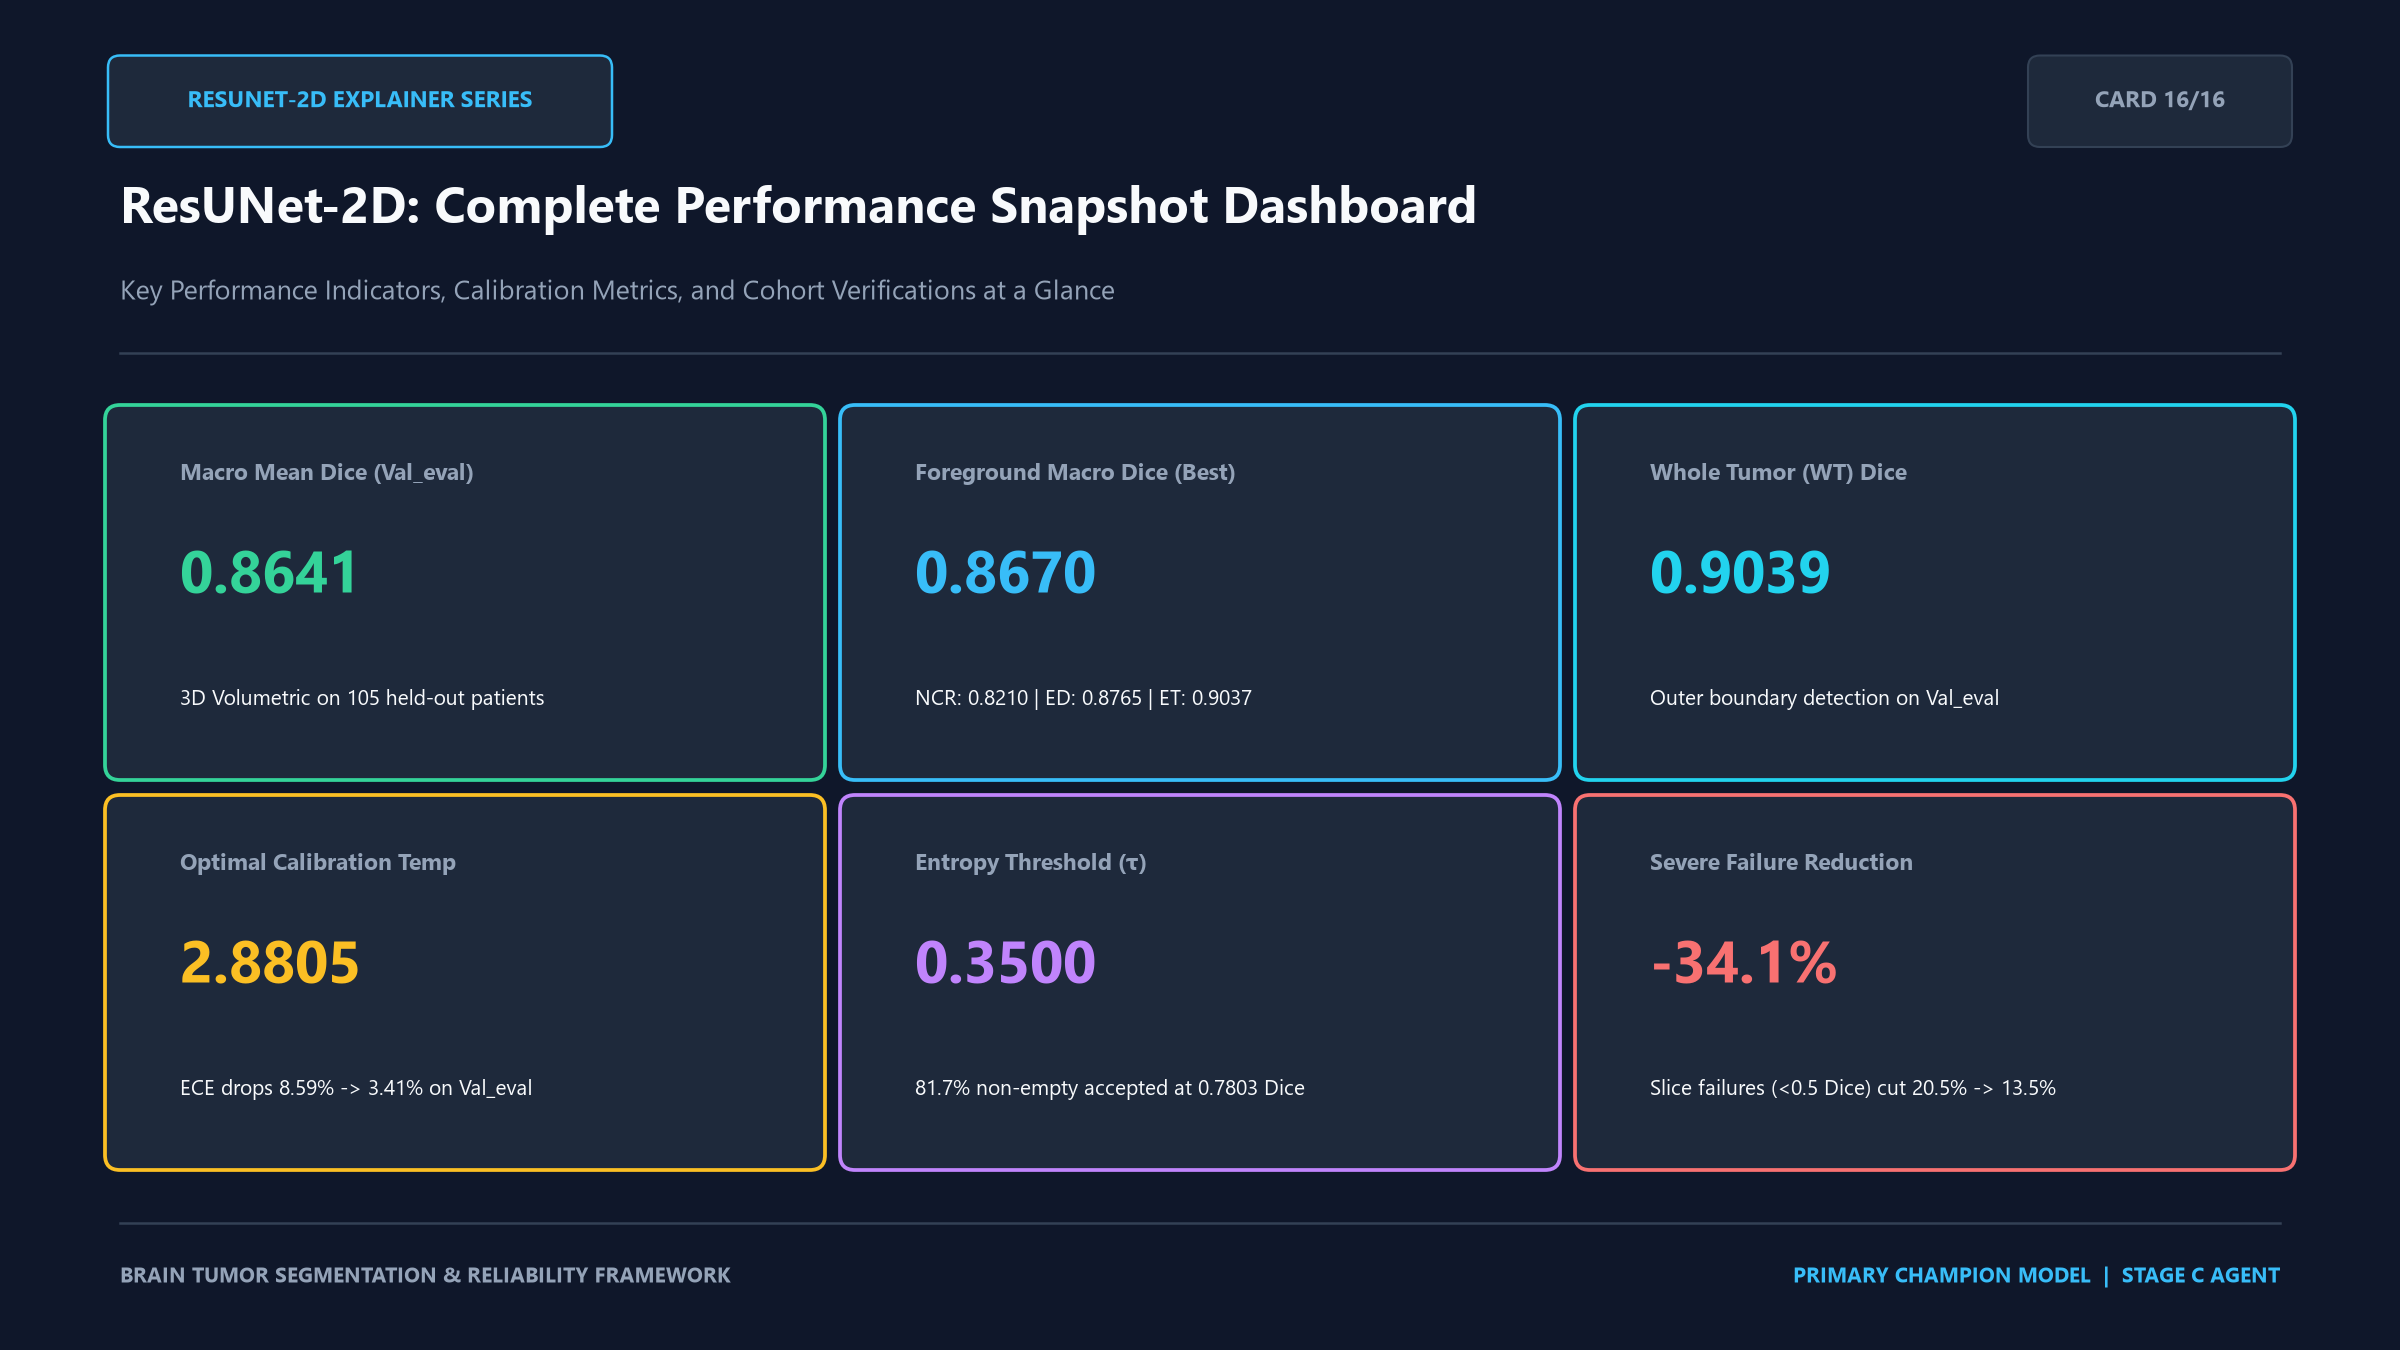 RESUNET-2D EXPLAINER SERIES
CARD 16/16
ResUNet-2D: Complete Performance Snapshot Dashboard
Key Performance Indicators, Calibration Metrics, and Cohort Verifications at a Glance
Macro Mean Dice (Val_eval)
0.8641
3D Volumetric on 105 held-out patients
Foreground Macro Dice (Best)
0.8670
NCR: 0.8210 | ED: 0.8765 | ET: 0.9037
Whole Tumor (WT) Dice
0.9039
Outer boundary detection on Val_eval
Optimal Calibration Temp
2.8805
ECE drops 8.59% -> 3.41% on Val_eval
Entropy Threshold (τ)
0.3500
81.7% non-empty accepted at 0.7803 Dice
Severe Failure Reduction
-34.1%
Slice failures (<0.5 Dice) cut 20.5% -> 13.5%
BRAIN TUMOR SEGMENTATION & RELIABILITY FRAMEWORK
PRIMARY CHAMPION MODEL | STAGE C AGENT